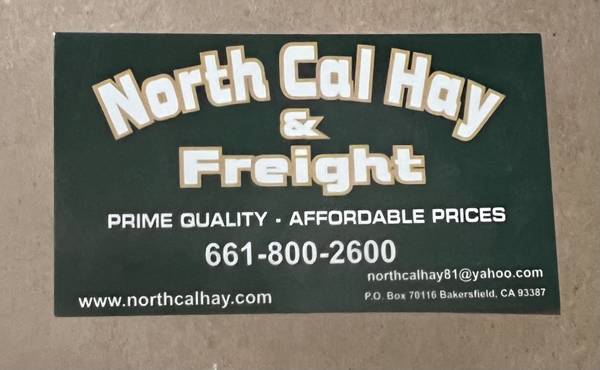 North Cal Hay
&
Freight
PRIME QUALITY - AFFORDABLE PRICES
661-800-2600
northcalhay81@yahoo.com
www.northcalhay.com
P.O. Box 70116 Bakersfield, CA 93387